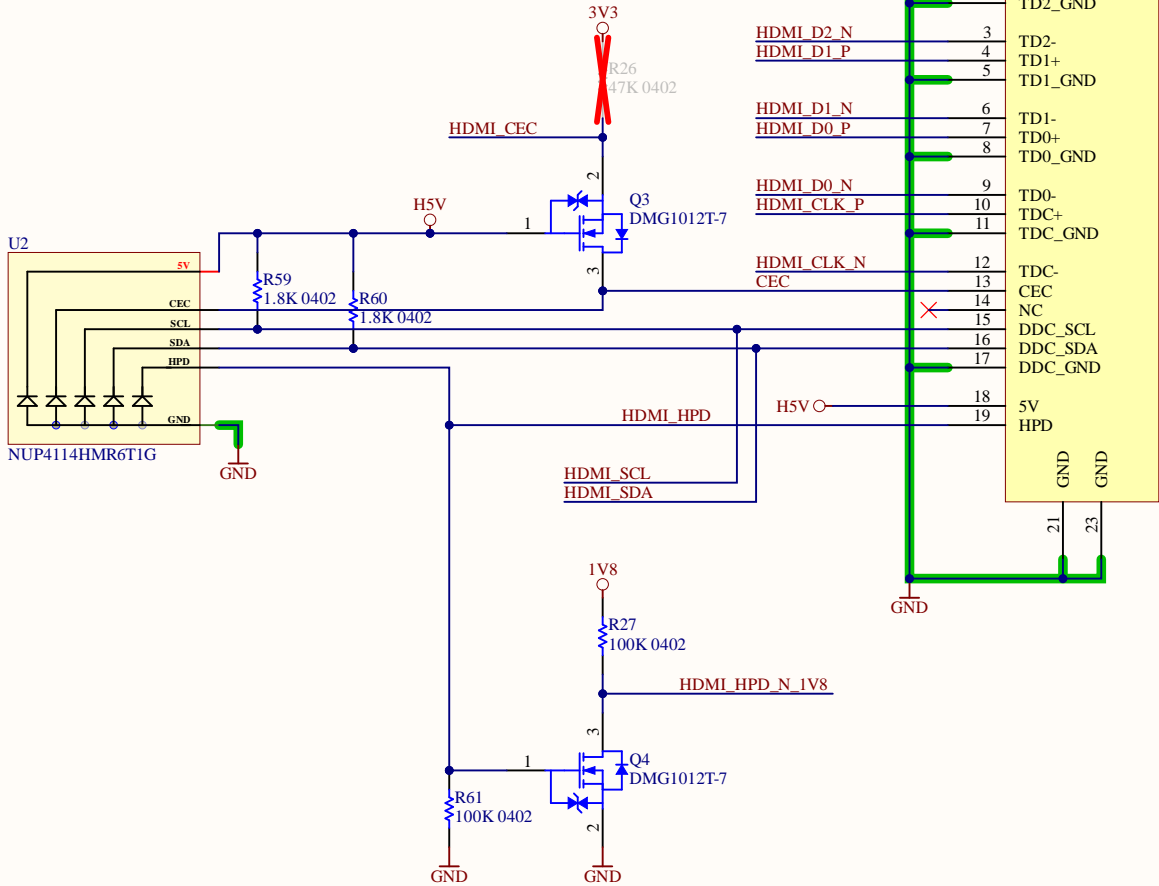 3V3
TD2_GND
R26
47K 0402
HDMI_D2_N 3 TD2-
HDMI_D1_P 4 TD1+
5 TD1_GND
HDMI_CEC
HDMI_D1_N 6 TD1-
HDMI_D0_P 7 TD0+
8 TD0_GND
2
Q3
DMG1012T-7
HDMI_D0_N 9 TD0-
HDMI_CLK_P 10 TDC+
11 TDC_GND
H5V
1
3
U2
5V
CEC
SCL
SDA
HPD
GND
NUP4114HMR6T1G
GND
R59
1.8K 0402
R60
1.8K 0402
HDMI_CLK_N 12 TDC-
CEC 13 CEC
14 NC
15 DDC_SCL
16 DDC_SDA
17 DDC_GND
H5V 18 5V
HDMI_HPD 19 HPD
HDMI_SCL
HDMI_SDA
GND GND
21 23
GND
1V8
R27
100K 0402
HDMI_HPD_N_1V8
3
1
Q4
DMG1012T-7
R61
100K 0402
2
GND
GND